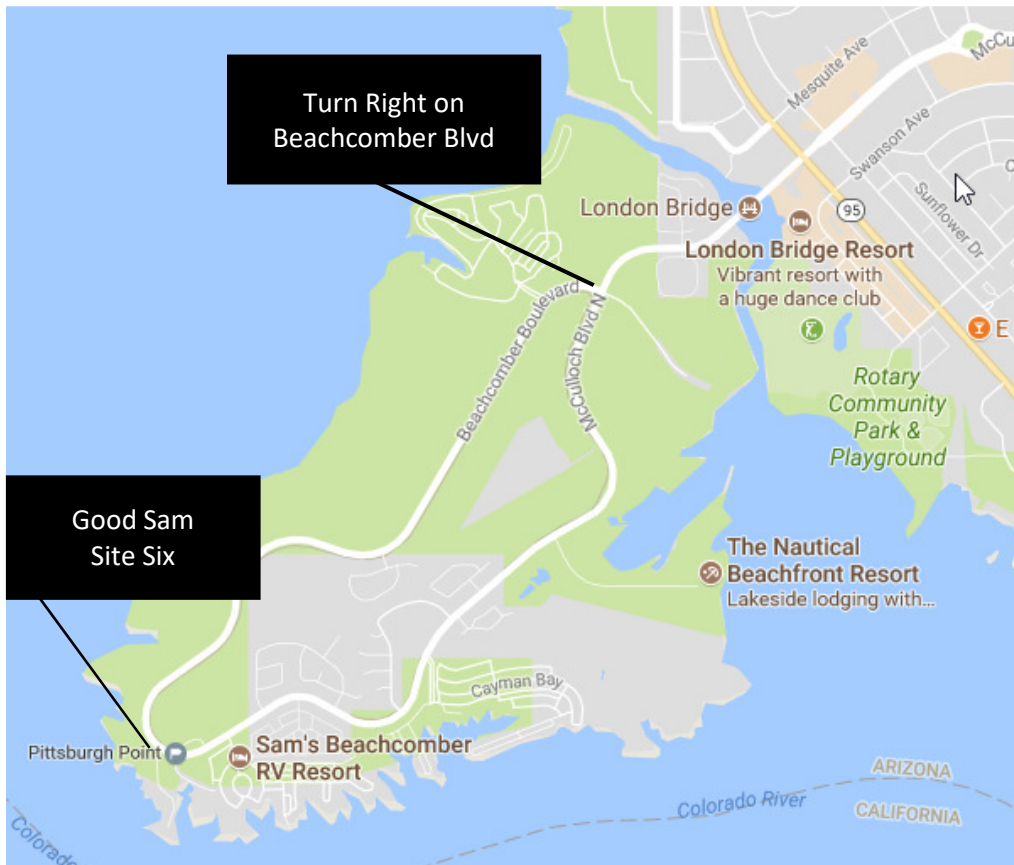 McCu
Mesquite Ave
Turn Right on
Beachcomber Blvd
Swanson Ave
London Bridge
95
Sunflower Dr
London Bridge Resort
Vibrant resort with
a huge dance club
Beachcomber Boulevard
McCulloch Blvd N
E
Rotary
Community
Park &
Playground
Good Sam
Site Six
The Nautical
Beachfront Resort
Lakeside lodging with...
Cayman Bay
Pittsburgh Point
Sam's Beachcomber
RV Resort
ARIZONA
Colorado River
CALIFORNIA
Colorado